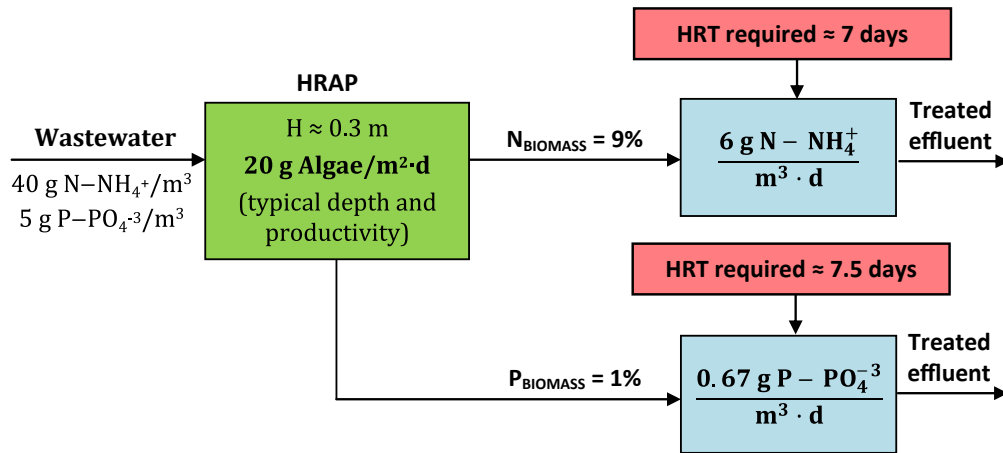 HRT required ≈ 7 days
HRAP
Wastewater
40 g N−NH₄⁺/m³
5 g P−PO₄⁻³/m³
H ≈ 0.3 m
20 g Algae/m²·d
(typical depth and
productivity)
N_BIOMASS = 9%
6 g N − NH₄⁺
m³ · d
Treated
effluent
HRT required ≈ 7.5 days
P_BIOMASS = 1%
0. 67 g P − PO₄⁻³
m³ · d
Treated
effluent